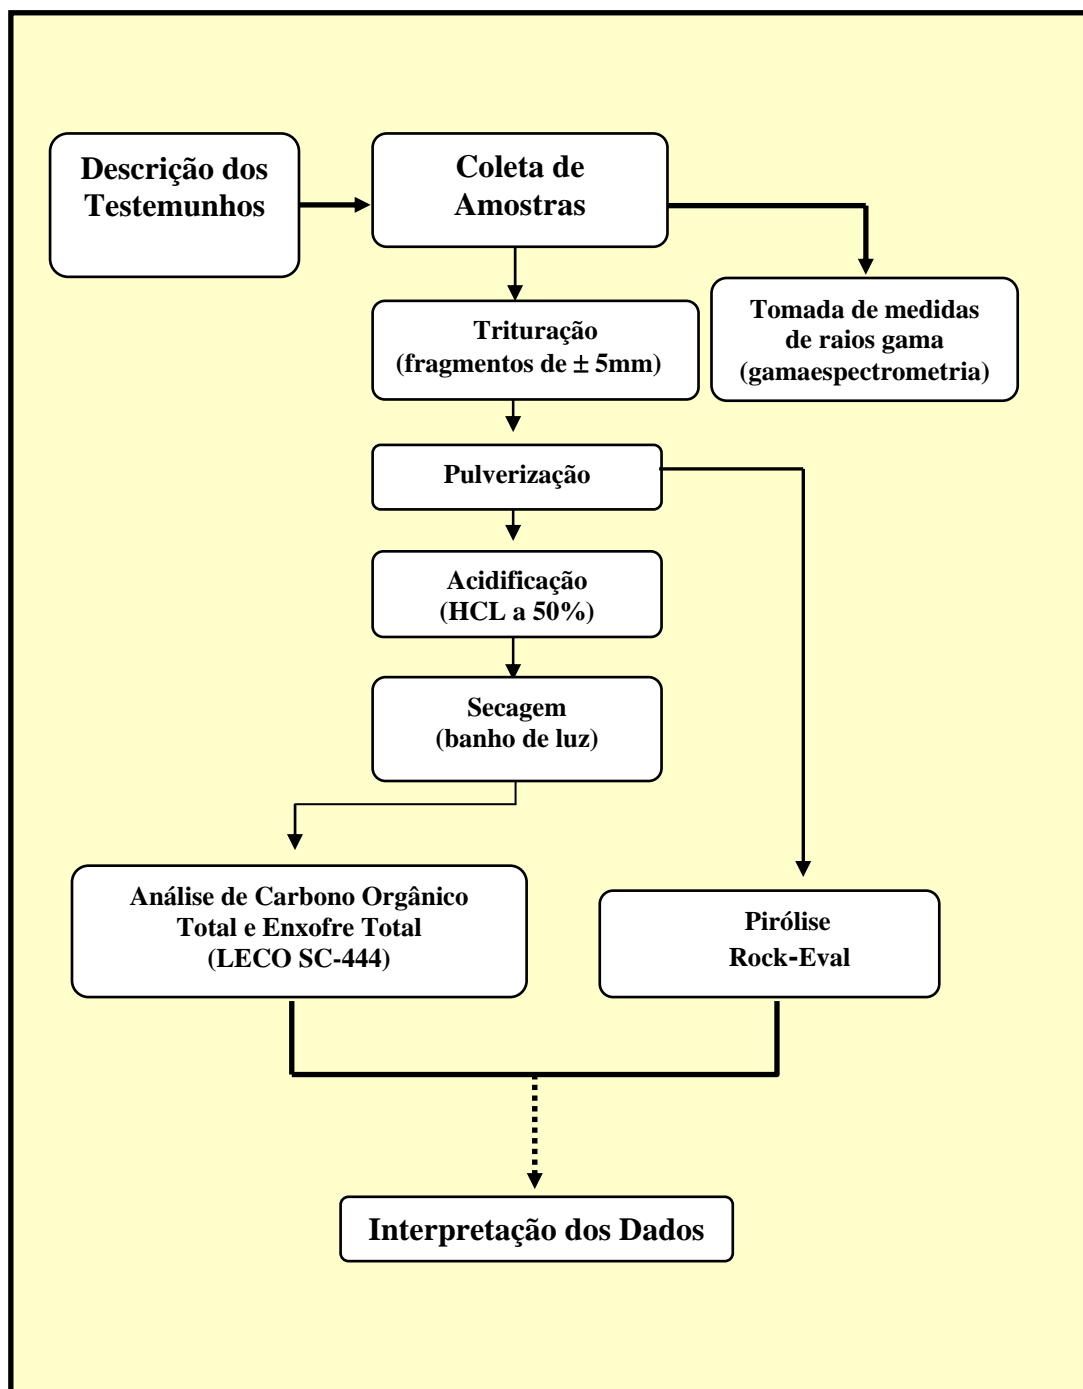 Descrição dos
Testemunhos
Coleta de
Amostras
Trituração
(fragmentos de ± 5mm)
Tomada de medidas
de raios gama
(gamaespectrometria)
Pulverização
Acidificação
(HCL a 50%)
Secagem
(banho de luz)
Análise de Carbono Orgânico
Total e Enxofre Total
(LECO SC-444)
Pirólise
Rock-Eval
Interpretação dos Dados